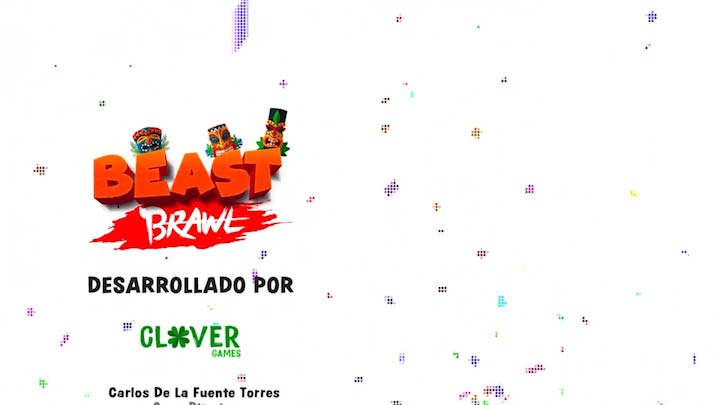 BEAST
BRAWL
DESARROLLADO POR
CLOVER
GAMES
Carlos De La Fuente Torres